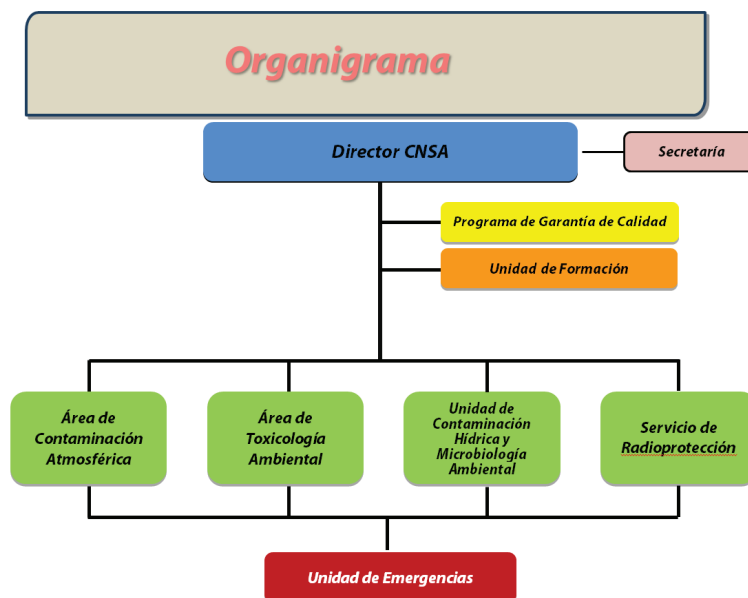 Organigrama
Director CNSA
Secretaría
Programa de Garantía de Calidad
Unidad de Formación
Área de
Contaminación
Atmosférica
Área de
Toxicología
Ambiental
Unidad de
Contaminación
Hídrica y
Microbiología
Ambiental
Servicio de
Radioprotección
Unidad de Emergencias